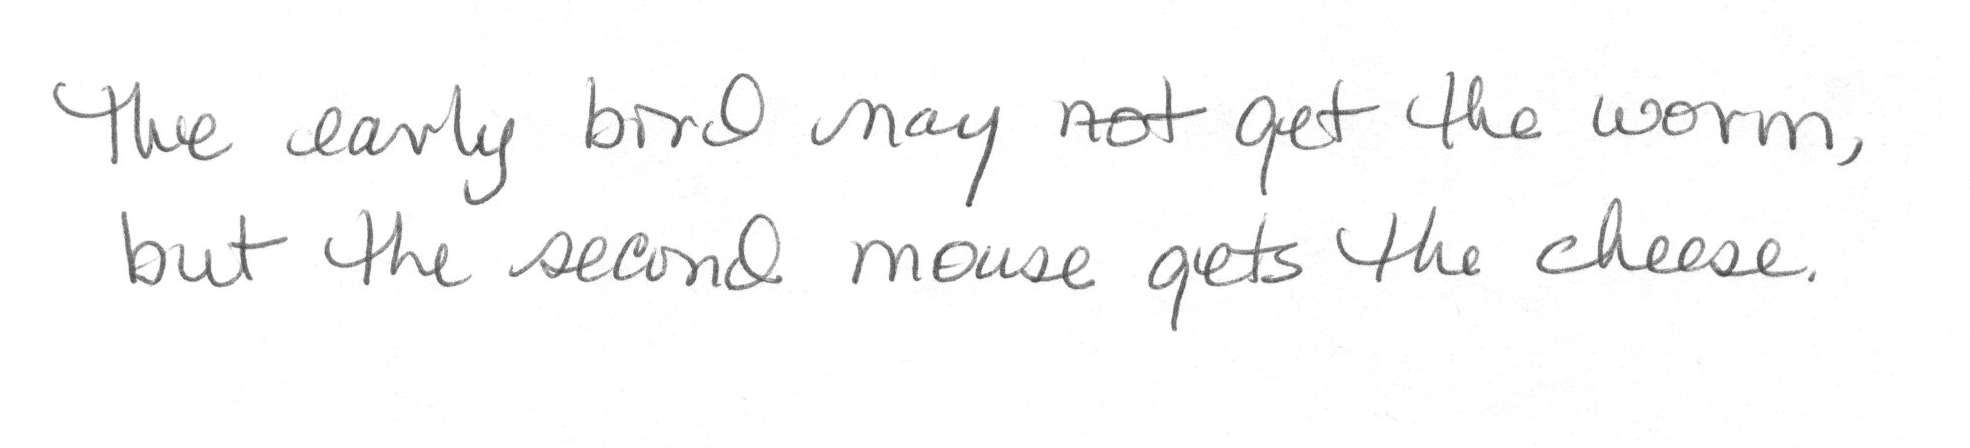 The early bird may not get the worm,
but the second mouse gets the cheese.